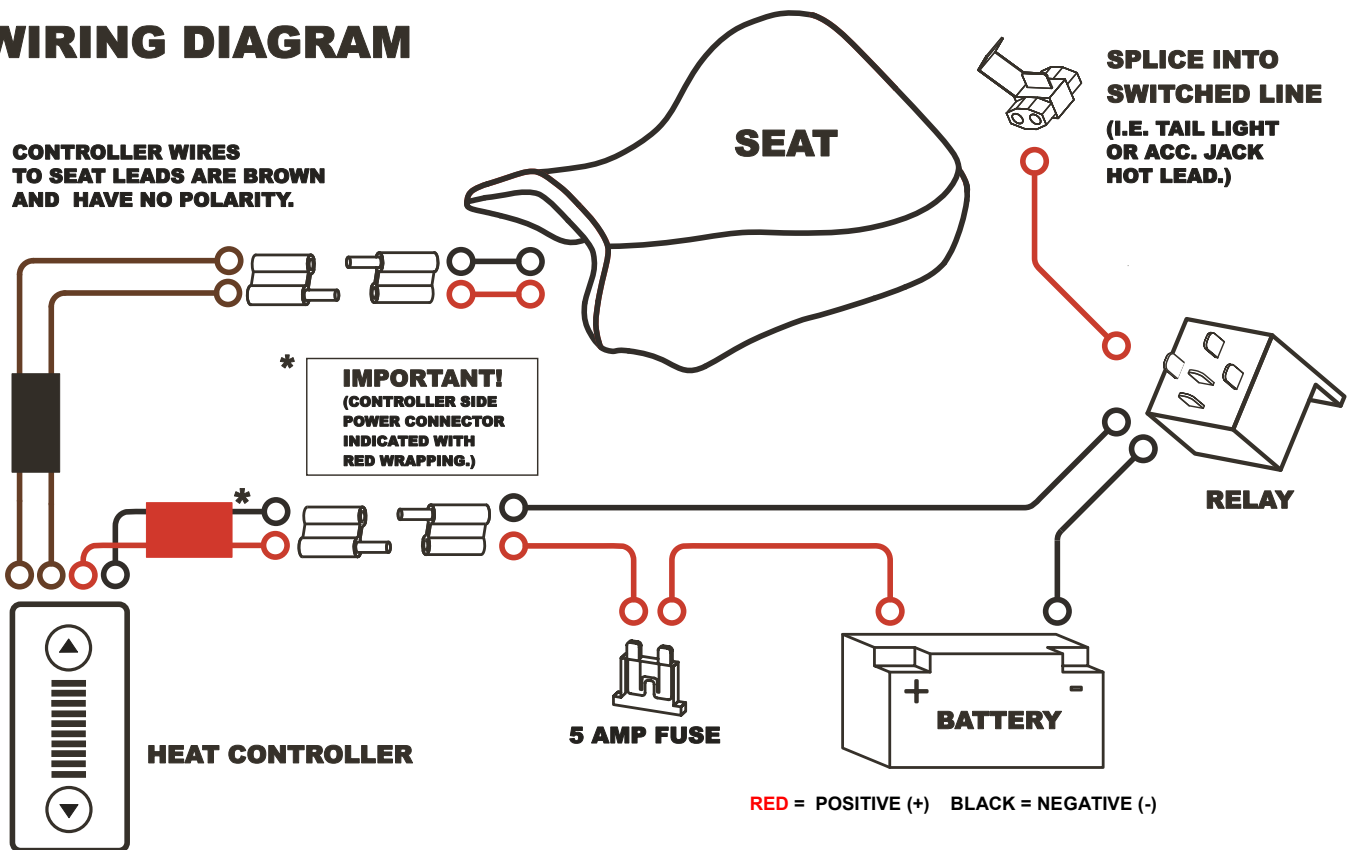 WIRING DIAGRAM
SPLICE INTO
SWITCHED LINE
(I.E. TAIL LIGHT
OR ACC. JACK
HOT LEAD.)
SEAT
CONTROLLER WIRES
TO SEAT LEADS ARE BROWN
AND HAVE NO POLARITY.
*
IMPORTANT!
(CONTROLLER SIDE
POWER CONNECTOR
INDICATED WITH
RED WRAPPING.)
*
RELAY
HEAT CONTROLLER
5 AMP FUSE
+ -
BATTERY
RED = POSITIVE (+) BLACK = NEGATIVE (-)